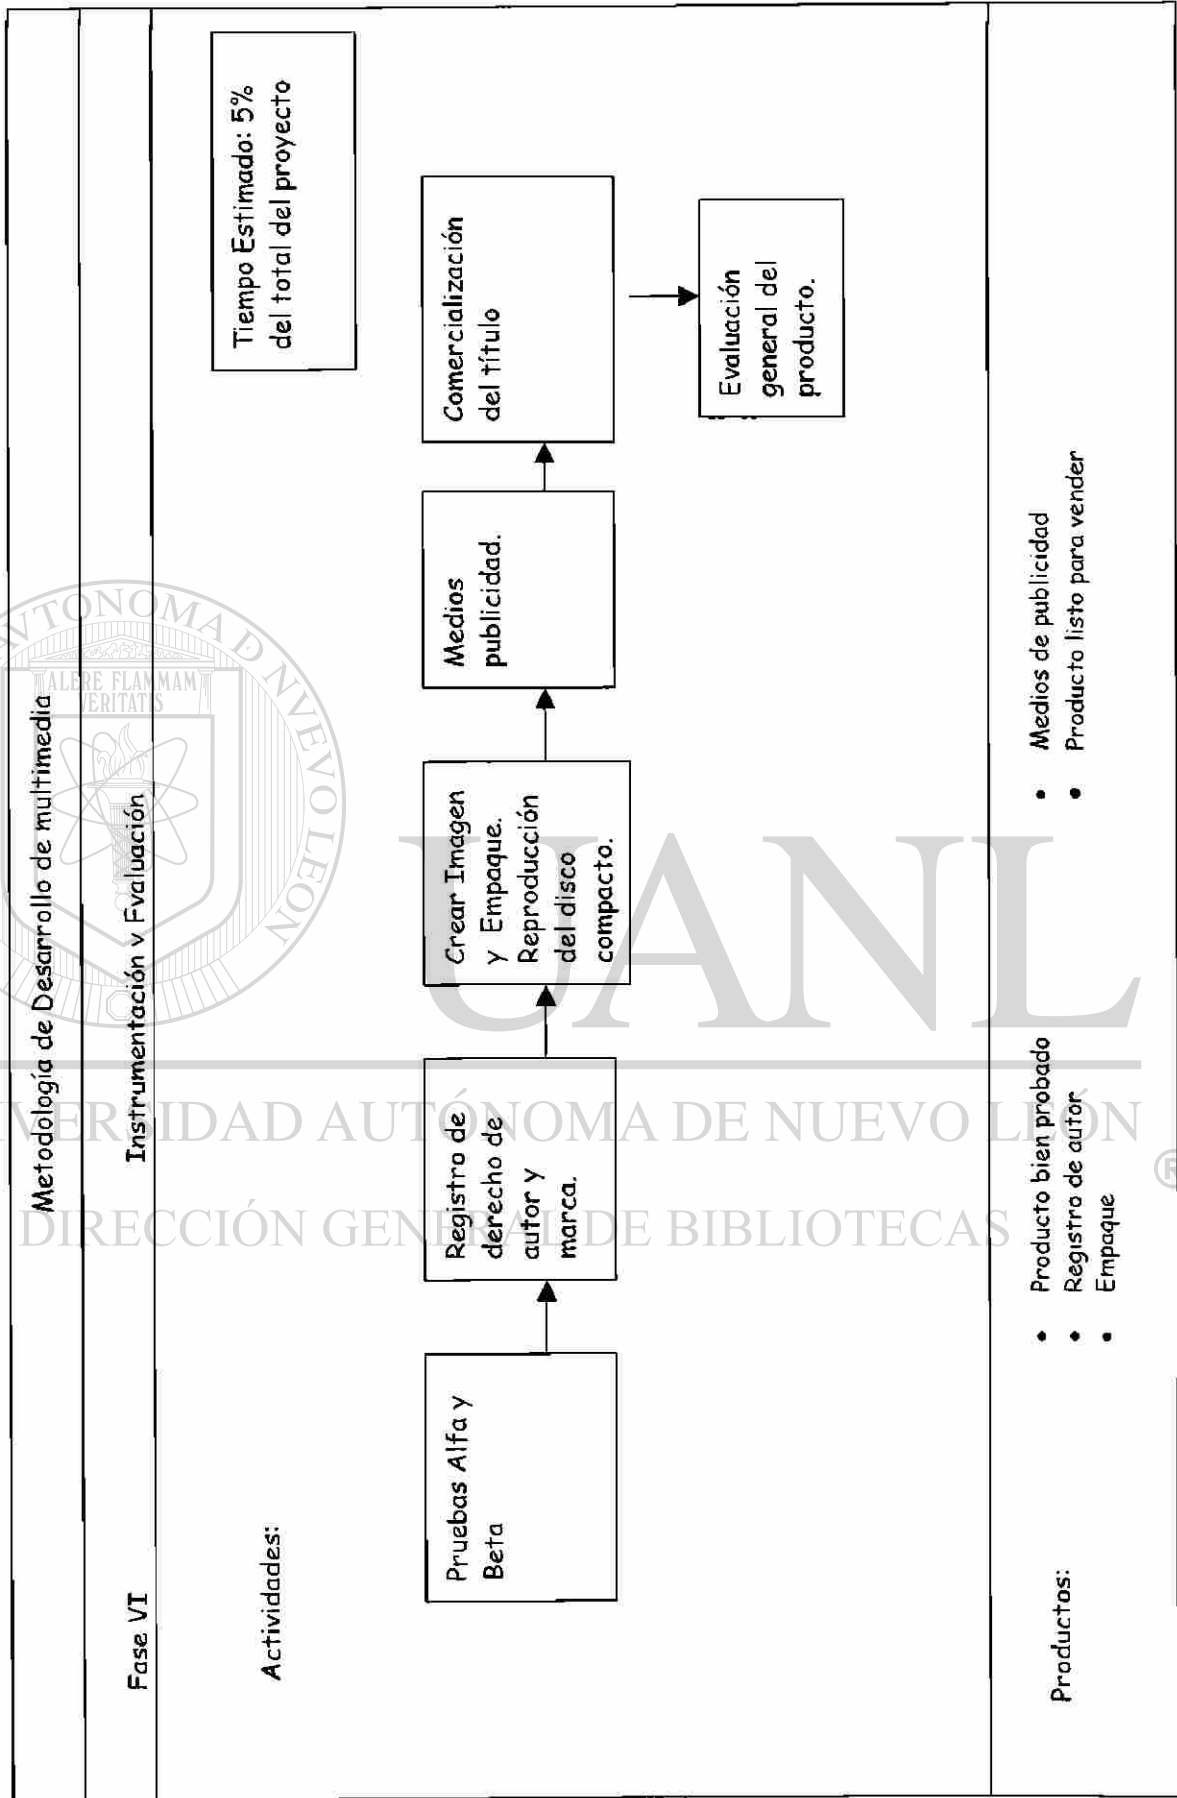 Metodología de Desarrollo de multimedia
Fase VI
Instrumentación y Evaluación
Actividades:
Tiempo Estimado: 5%
del total del proyecto
Pruebas Alfa y
Beta
Registro de
derecho de
autor y
marca.
Crear Imagen
y Empaque.
Reproducción
del disco
compacto.
Medios
publicidad.
Comercialización
del título
Evaluación
general del
producto.
Productos:
• Producto bien probado
• Registro de autor
• Empaque
• Medios de publicidad
• Producto listo para vender
ALERE FLAMMAM
VERITATIS
UANL
UNIVERSIDAD AUTÓNOMA DE NUEVO LEÓN
®
DIRECCIÓN GENERAL DE BIBLIOTECAS